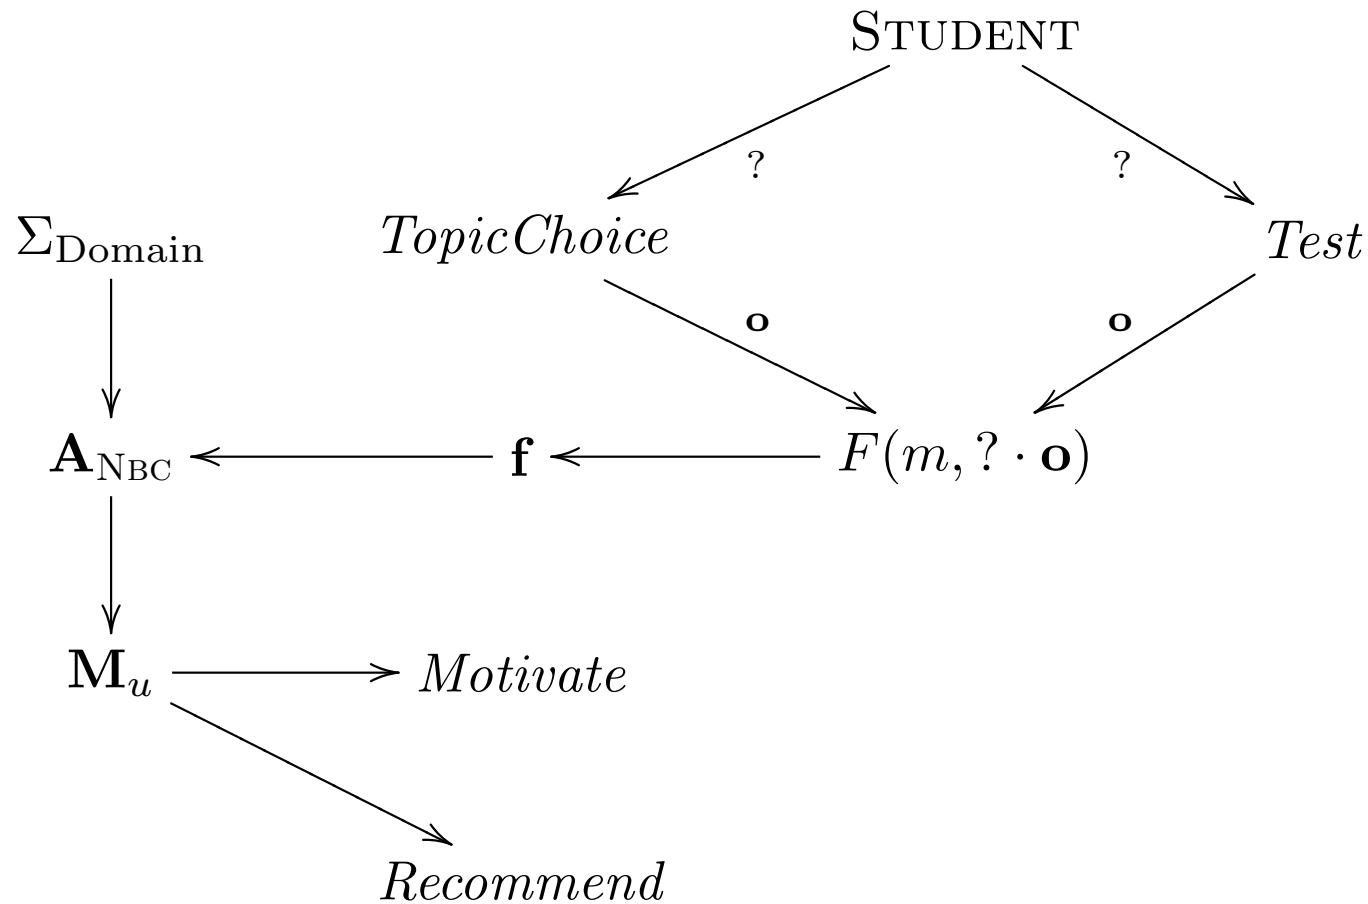 STUDENT
? ?
Σ_Domain TopicChoice Test
o o
A_NBC f F(m, ? · o)
M_u Motivate
Recommend